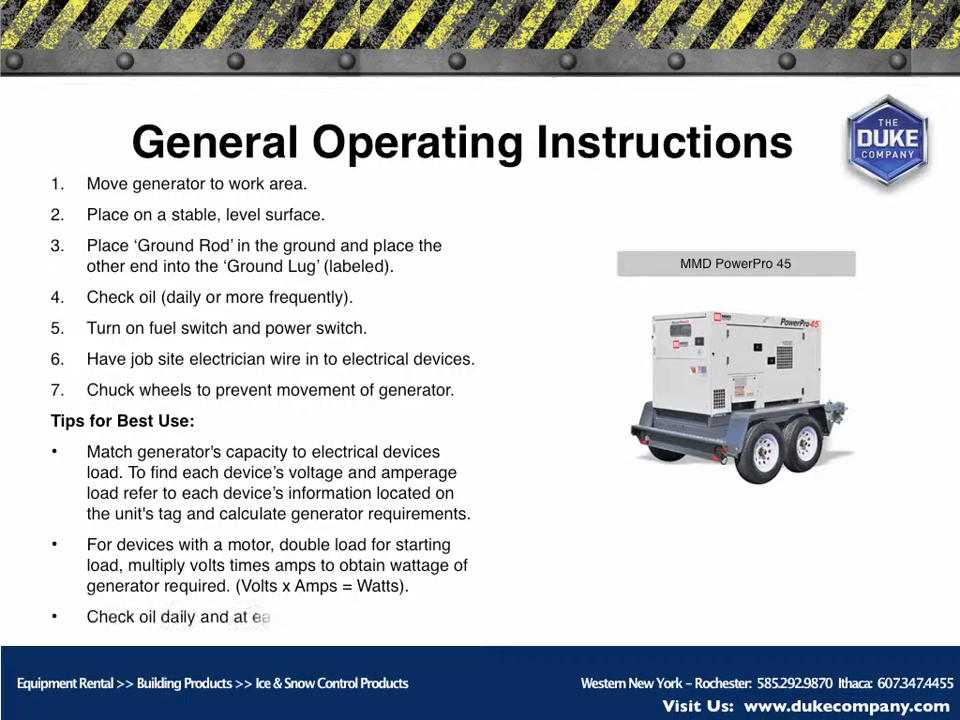 General Operating Instructions
THE
DUKE
COMPANY
1. Move generator to work area.
2. Place on a stable, level surface.
3. Place ‘Ground Rod’ in the ground and place the
other end into the ‘Ground Lug’ (labeled).
4. Check oil (daily or more frequently).
5. Turn on fuel switch and power switch.
6. Have job site electrician wire in to electrical devices.
7. Chuck wheels to prevent movement of generator.
Tips for Best Use:
• Match generator's capacity to electrical devices
load. To find each device’s voltage and amperage
load refer to each device’s information located on
the unit's tag and calculate generator requirements.
• For devices with a motor, double load for starting
load, multiply volts times amps to obtain wattage of
generator required. (Volts x Amps = Watts).
• Check oil daily and at ea
MMD PowerPro 45
PowerPro 45
Equipment Rental >> Building Products >> Ice & Snow Control Products
Western New York – Rochester: 585.292.9870 Ithaca: 607.347.4455
Visit Us: www.dukecompany.com